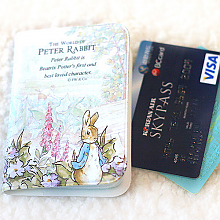 THE WORLD OF
PETER RABBIT
Peter Rabbit is
Beatrix Potter's first and
best loved character.
VISA
KOREAN AIR
SKYPASS